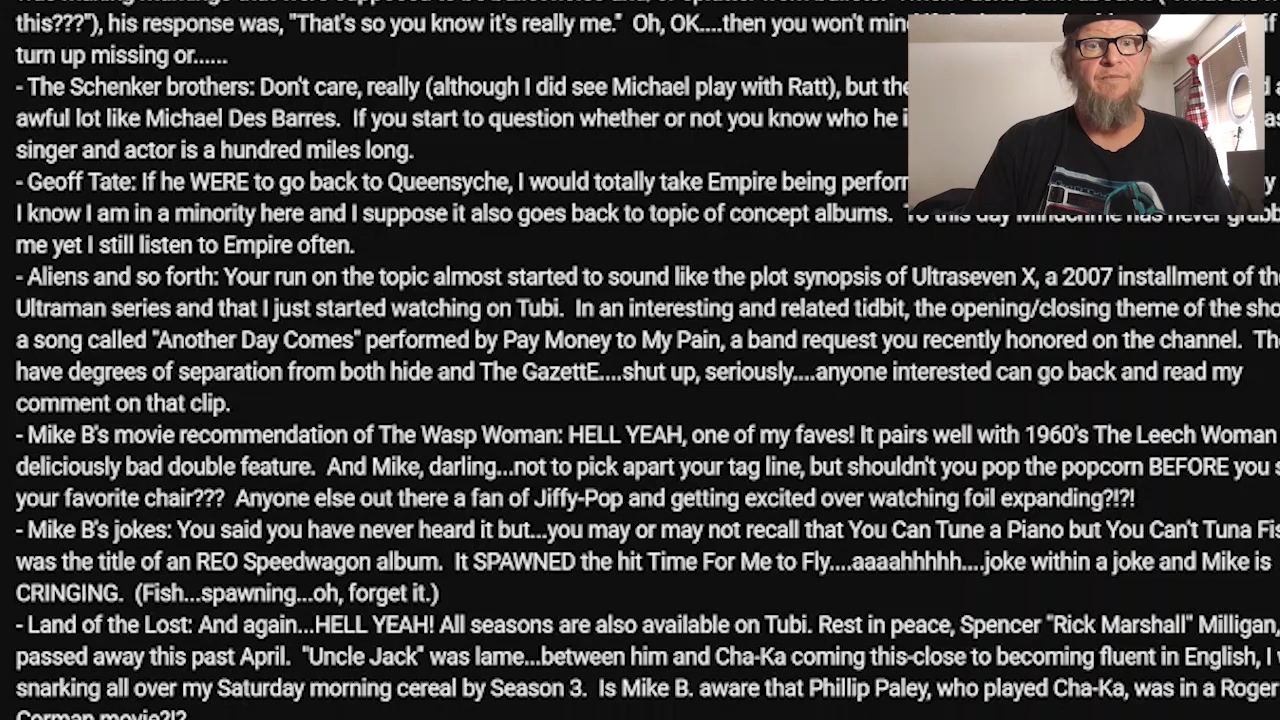 this???"), his response was, "That's so you know it's really me." Oh, OK....then you won't mind
turn up missing or......
- The Schenker brothers: Don't care, really (although I did see Michael play with Ratt), but the
awful lot like Michael Des Barres. If you start to question whether or not you know who he i
singer and actor is a hundred miles long.
- Geoff Tate: If he WERE to go back to Queensyche, I would totally take Empire being perform
I know I am in a minority here and I suppose it also goes back to topic of concept albums. To this day Mindcrime has never grabb
me yet I still listen to Empire often.
- Aliens and so forth: Your run on the topic almost started to sound like the plot synopsis of Ultraseven X, a 2007 installment of th
Ultraman series and that I just started watching on Tubi. In an interesting and related tidbit, the opening/closing theme of the sho
a song called "Another Day Comes" performed by Pay Money to My Pain, a band request you recently honored on the channel. The
have degrees of separation from both hide and The GazettE....shut up, seriously....anyone interested can go back and read my
comment on that clip.
- Mike B's movie recommendation of The Wasp Woman: HELL YEAH, one of my faves! It pairs well with 1960's The Leech Woman
deliciously bad double feature. And Mike, darling...not to pick apart your tag line, but shouldn't you pop the popcorn BEFORE you s
your favorite chair??? Anyone else out there a fan of Jiffy-Pop and getting excited over watching foil expanding?!?!
- Mike B's jokes: You said you have never heard it but...you may or may not recall that You Can Tune a Piano but You Can't Tuna Fis
was the title of an REO Speedwagon album. It SPAWNED the hit Time For Me to Fly....aaaahhhhh....joke within a joke and Mike is
CRINGING. (Fish...spawning...oh, forget it.)
- Land of the Lost: And again...HELL YEAH! All seasons are also available on Tubi. Rest in peace, Spencer "Rick Marshall" Milligan,
passed away this past April. "Uncle Jack" was lame...between him and Cha-Ka coming this-close to becoming fluent in English, I w
snarking all over my Saturday morning cereal by Season 3. Is Mike B. aware that Phillip Paley, who played Cha-Ka, was in a Roger
Corman movie?!?